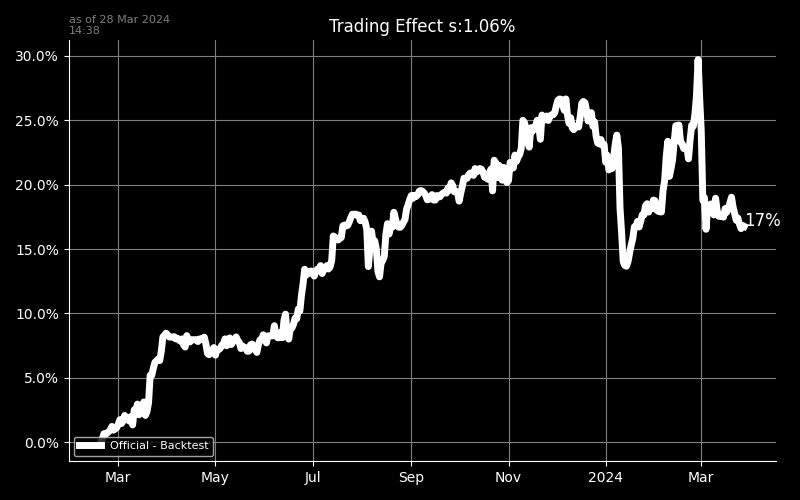 as of 28 Mar 2024
14:38
Trading Effect s:1.06%
30.0%
25.0%
20.0%
15.0%
10.0%
5.0%
0.0%
17%
Official - Backtest
Mar May Jul Sep Nov 2024 Mar